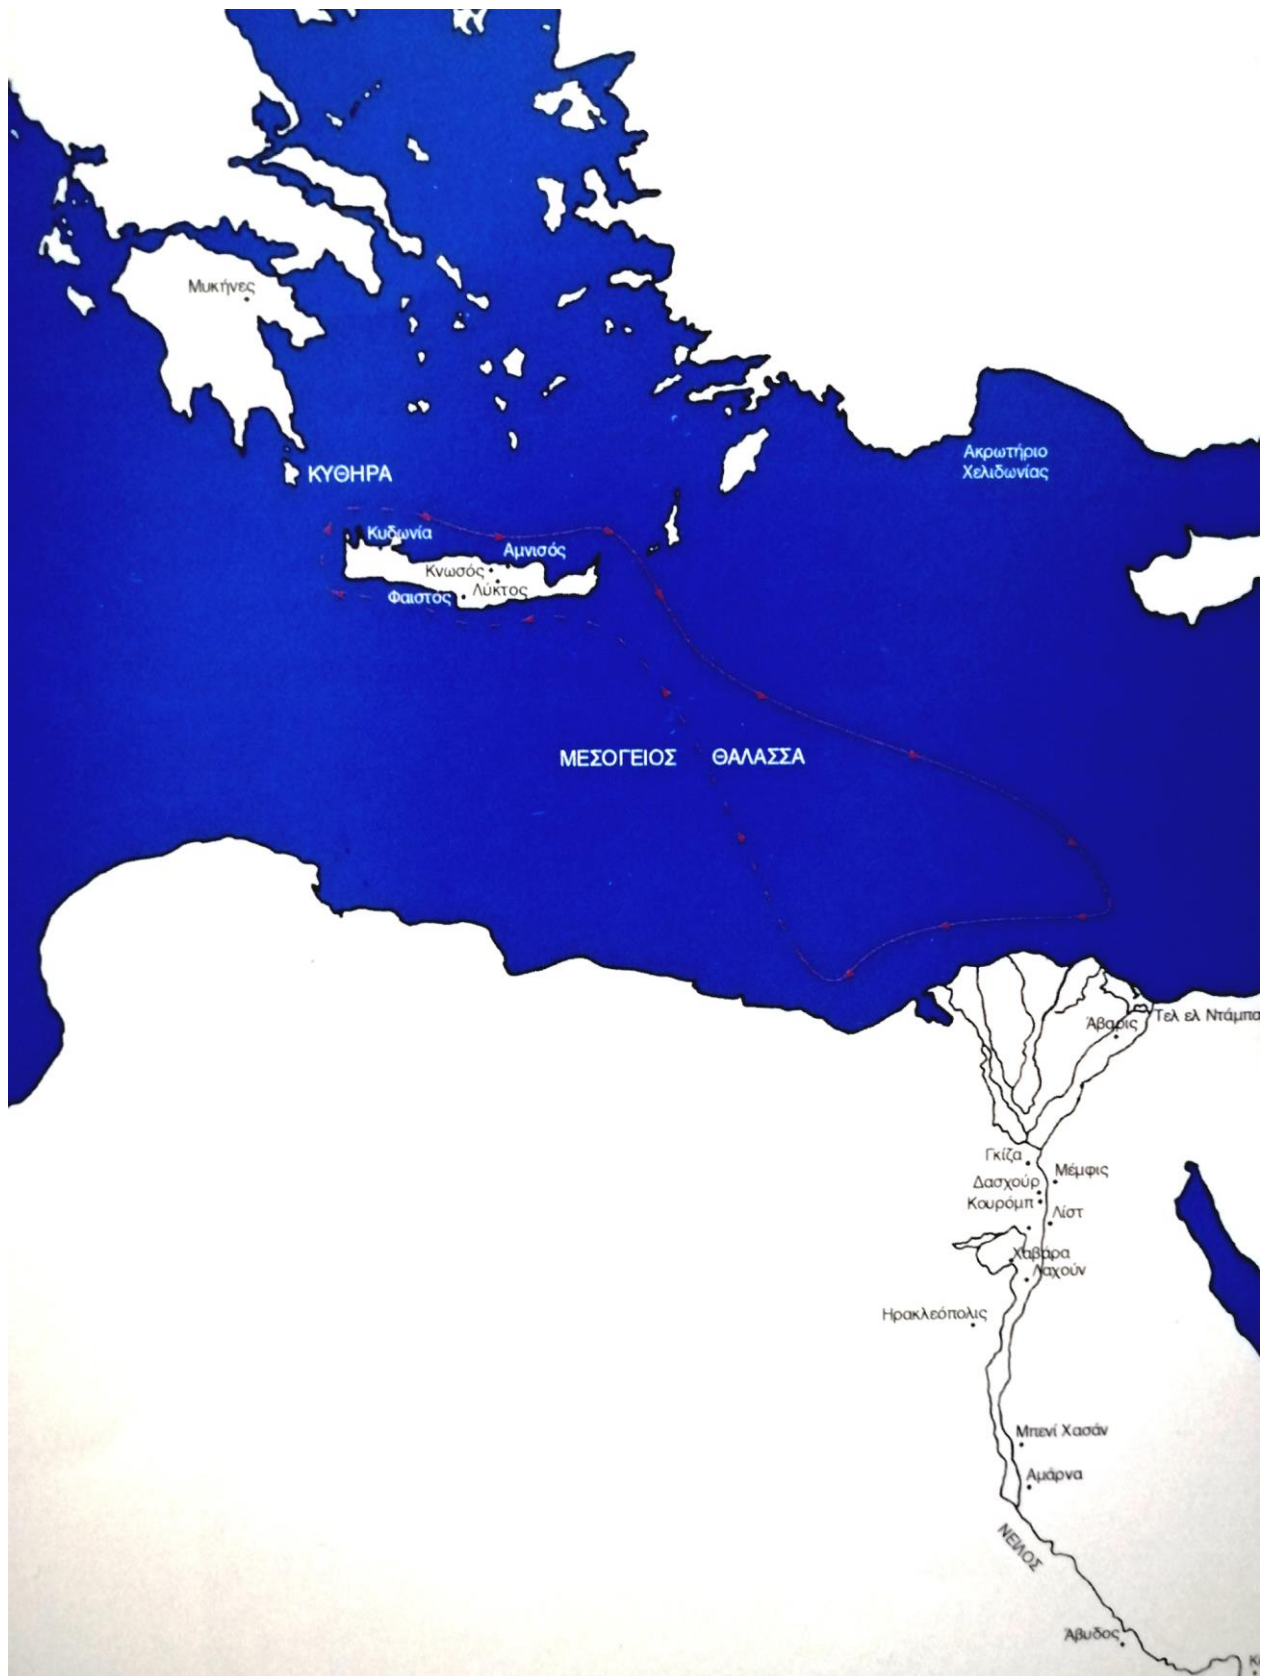 Μυκήνες
ΚΥΘΗΡΑ
Ακρωτήριο
Χελιδωνίας
Κυδωνία
Αμνισός
Κνωσός
Λύκτος
Φαιστός
ΜΕΣΟΓΕΙΟΣ ΘΑΛΑΣΣΑ
Τελ ελ Ντάμπα
Άβαρις
Γκίζα
Μέμφις
Δασχούρ
Κουρόμπ
Λίστ
Χαβάρα
Λαχούν
Ηρακλεόπολις
Μπενί Χασάν
Αμάρνα
ΝΕΙΛΟΣ
Άβυδος